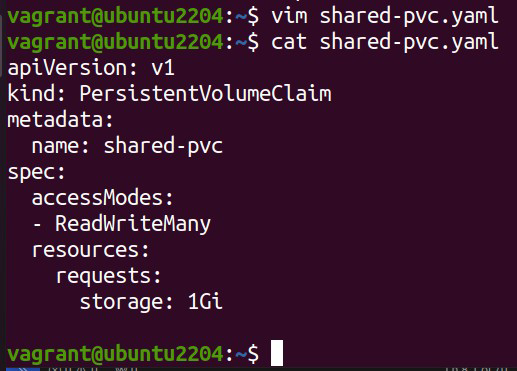 vagrant@ubuntu2204:~$ vim shared-pvc.yaml
vagrant@ubuntu2204:~$ cat shared-pvc.yaml
apiVersion: v1
kind: PersistentVolumeClaim
metadata:
  name: shared-pvc
spec:
  accessModes:
  - ReadWriteMany
  resources:
    requests:
      storage: 1Gi

vagrant@ubuntu2204:~$